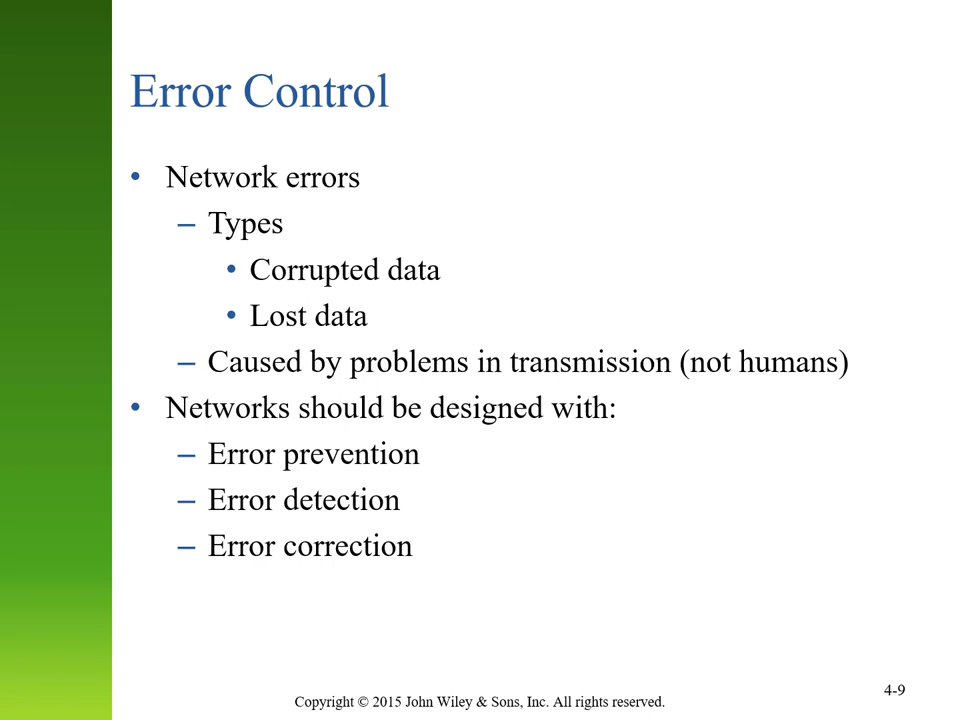 Error Control
• Network errors
– Types
• Corrupted data
• Lost data
– Caused by problems in transmission (not humans)
• Networks should be designed with:
– Error prevention
– Error detection
– Error correction
4-9
Copyright © 2015 John Wiley & Sons, Inc. All rights reserved.